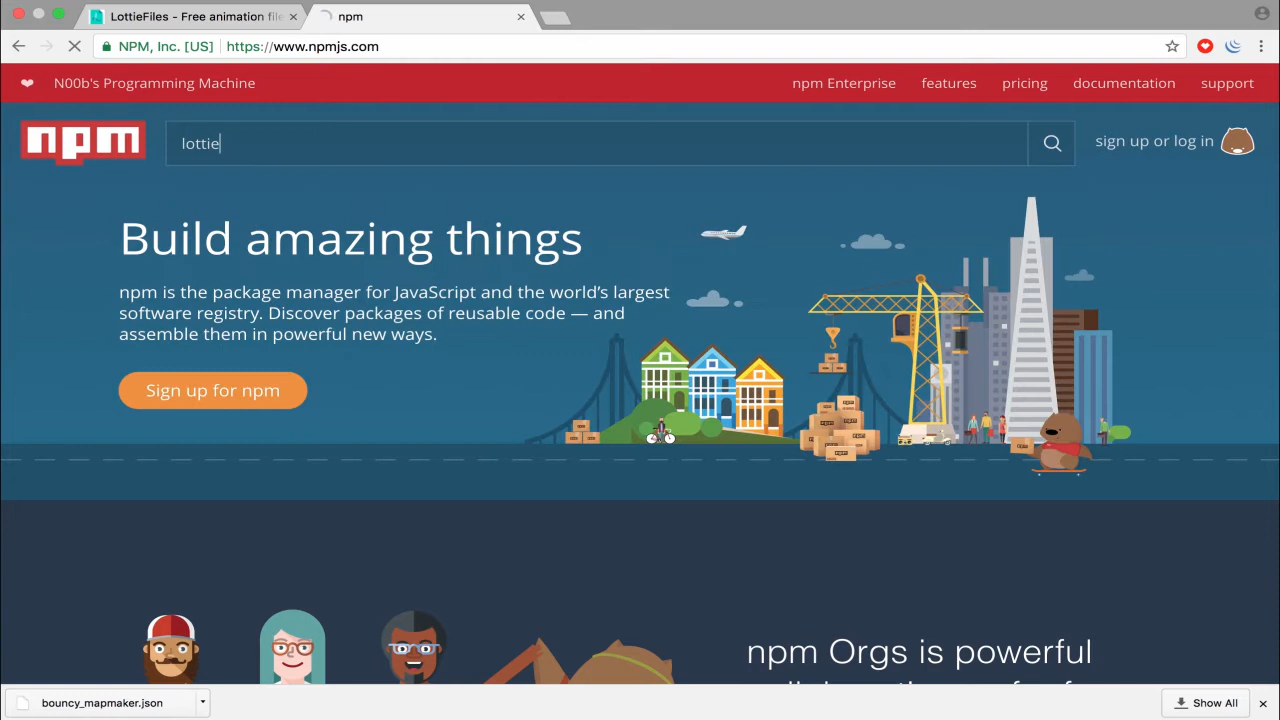 LottieFiles - Free animation file
npm
NPM, Inc. [US]
https://www.npmjs.com
N00b's Programming Machine
npm Enterprise
features
pricing
documentation
support
npm
lottie
sign up or log in
Build amazing things
npm is the package manager for JavaScript and the world's largest
software registry. Discover packages of reusable code — and
assemble them in powerful new ways.
Sign up for npm
npm Orgs is powerful
bouncy_mapmaker.json
Show All